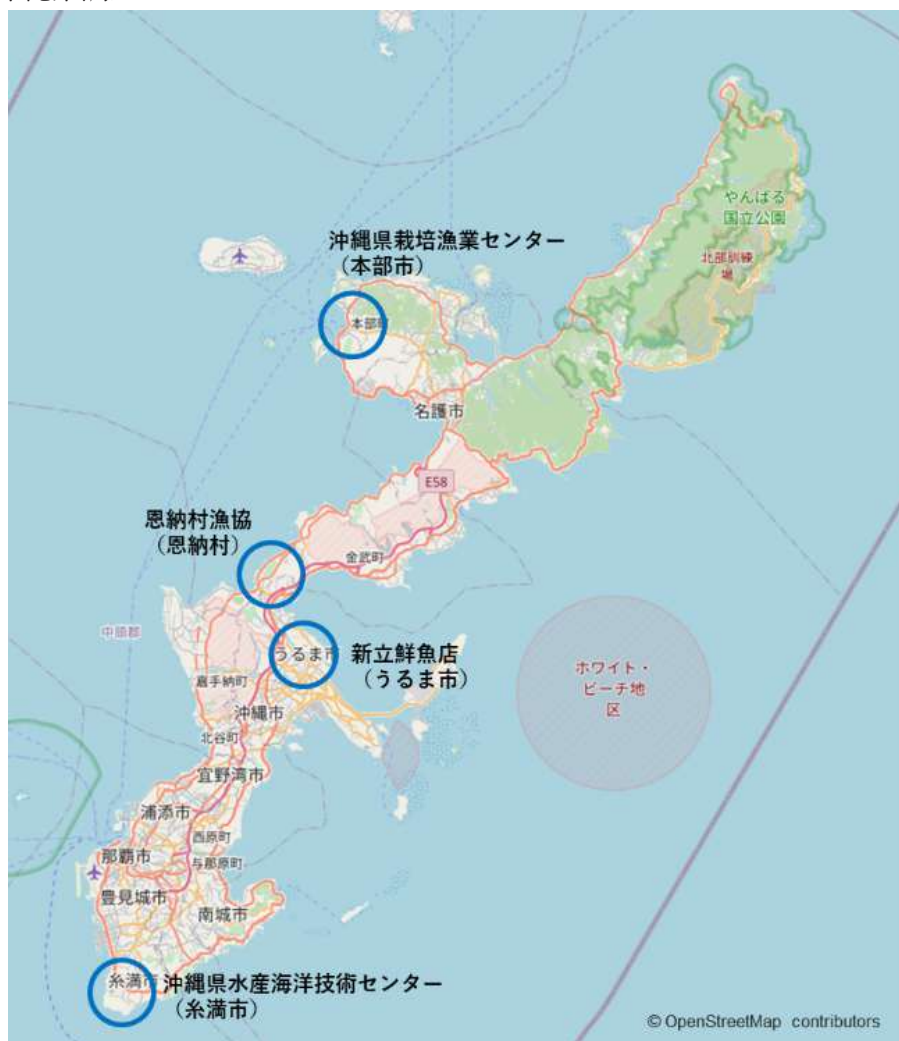 沖縄県栽培漁業センター
（本部市）
やんばる
国立公園
北部訓練
場
本部町
名護市
E58
恩納村漁協
（恩納村）
金武町
中頭郡
うるま市
新立鮮魚店
（うるま市）
ホワイト・
ビーチ地
区
嘉手納町
沖縄市
北谷町
宜野湾市
浦添市
西原町
那覇市
与那原町
豊見城市
南城市
糸満市
沖縄県水産海洋技術センター
（糸満市）
© OpenStreetMap contributors